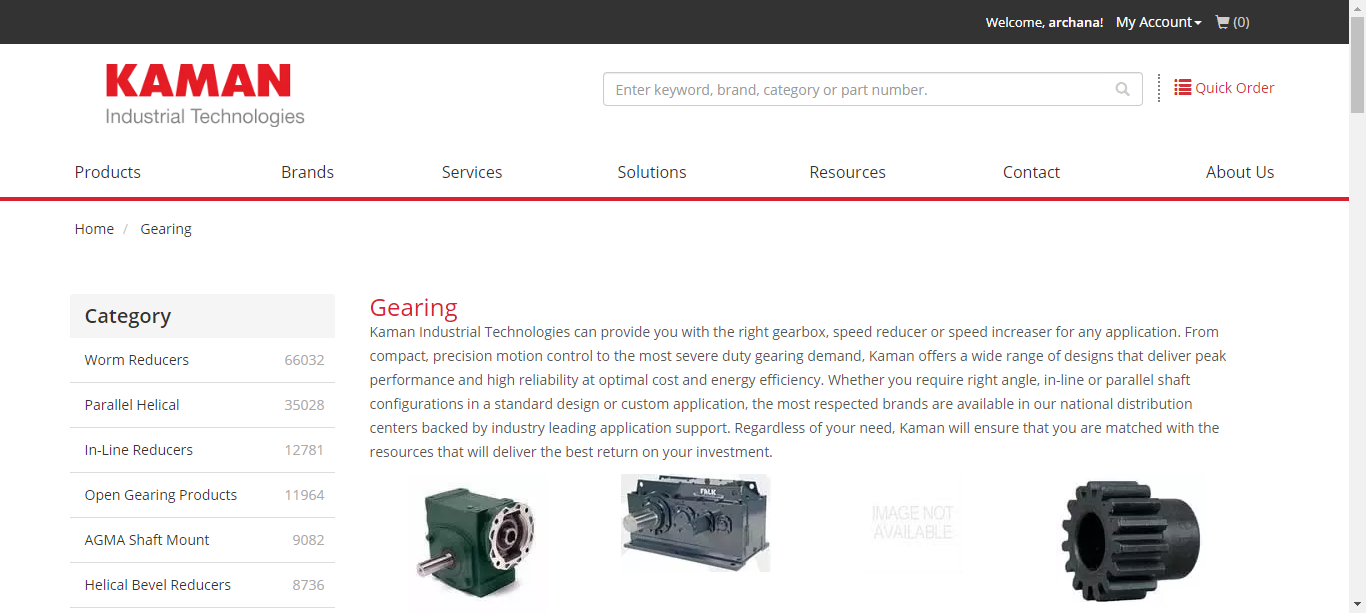 Welcome, archana! My Account (0)
KAMAN
Industrial Technologies
Enter keyword, brand, category or part number.
Quick Order
Products Brands Services Solutions Resources Contact About Us
Home / Gearing
Category
Worm Reducers 66032
Parallel Helical 35028
In-Line Reducers 12781
Open Gearing Products 11964
AGMA Shaft Mount 9082
Helical Bevel Reducers 8736
Gearing
Kaman Industrial Technologies can provide you with the right gearbox, speed reducer or speed increaser for any application. From
compact, precision motion control to the most severe duty gearing demand, Kaman offers a wide range of designs that deliver peak
performance and high reliability at optimal cost and energy efficiency. Whether you require right angle, in-line or parallel shaft
configurations in a standard design or custom application, the most respected brands are available in our national distribution
centers backed by industry leading application support. Regardless of your need, Kaman will ensure that you are matched with the
resources that will deliver the best return on your investment.
FALK
IMAGE NOT
AVAILABLE